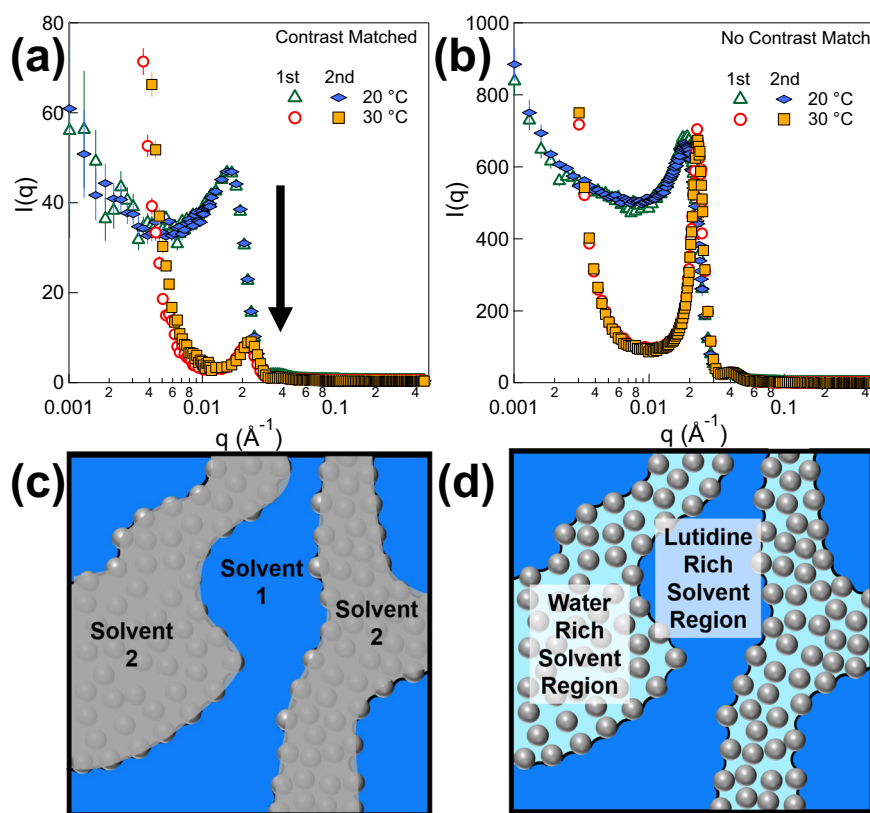 (a)
80
60
40
20
0
I(q)
Contrast Matched
1st 2nd
20 °C
30 °C
0.001
2
4
6
8
0.01
2
4
6
8
0.1
2
4
q (Å⁻¹)
(b)
1000
800
600
400
200
0
I(q)
No Contrast Match
1st 2nd
20 °C
30 °C
0.001
2
4
6
8
0.01
2
4
6
8
0.1
2
4
q (Å⁻¹)
(c)
Solvent
1
Solvent
2
Solvent
2
(d)
Lutidine
Rich
Solvent
Region
Water
Rich
Solvent
Region